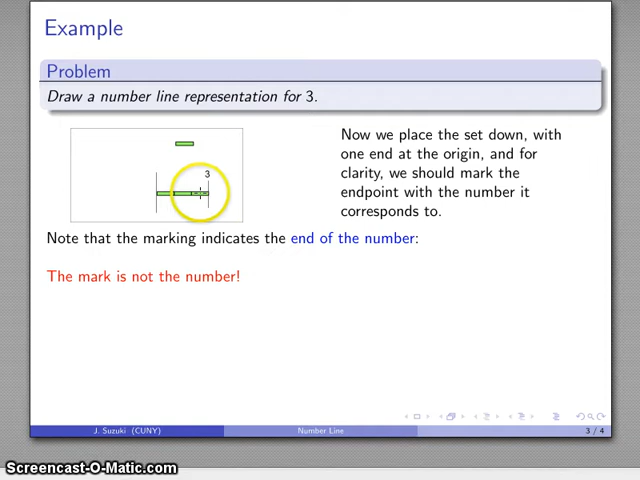 Example
Problem
Draw a number line representation for 3.
Now we place the set down, with
one end at the origin, and for
clarity, we should mark the
endpoint with the number it
corresponds to.
3
Note that the marking indicates the end of the number:
The mark is not the number!
J. Suzuki (CUNY)
Number Line
3 / 4
Screencast-O-Matic.com